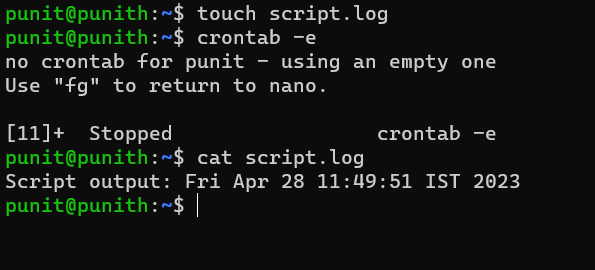 punit@punith:~$ touch script.log
punit@punith:~$ crontab -e
no crontab for punit - using an empty one
Use "fg" to return to nano.
[11]+  Stopped                 crontab -e
punit@punith:~$ cat script.log
Script output: Fri Apr 28 11:49:51 IST 2023
punit@punith:~$